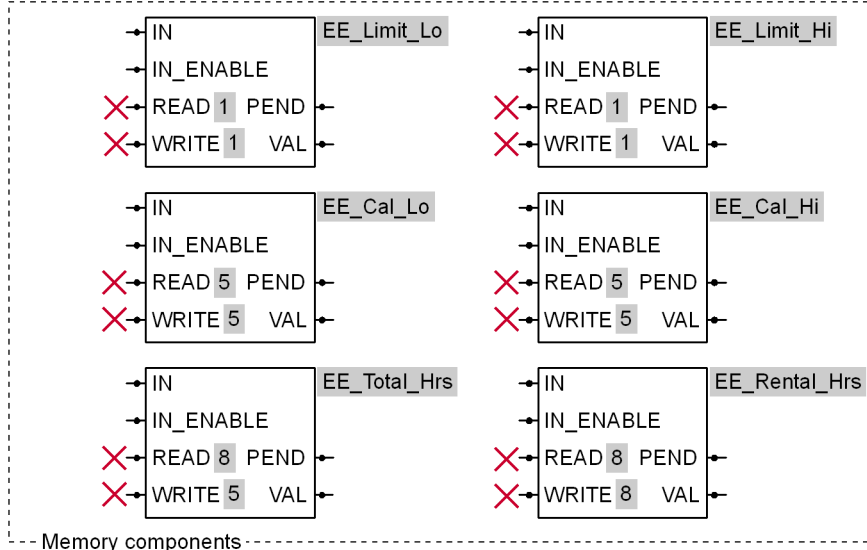 IN EE_Limit_Lo
IN_ENABLE
READ 1 PEND
WRITE 1 VAL
IN EE_Limit_Hi
IN_ENABLE
READ 1 PEND
WRITE 1 VAL
IN EE_Cal_Lo
IN_ENABLE
READ 5 PEND
WRITE 5 VAL
IN EE_Cal_Hi
IN_ENABLE
READ 5 PEND
WRITE 5 VAL
IN EE_Total_Hrs
IN_ENABLE
READ 8 PEND
WRITE 5 VAL
IN EE_Rental_Hrs
IN_ENABLE
READ 8 PEND
WRITE 8 VAL
Memory components